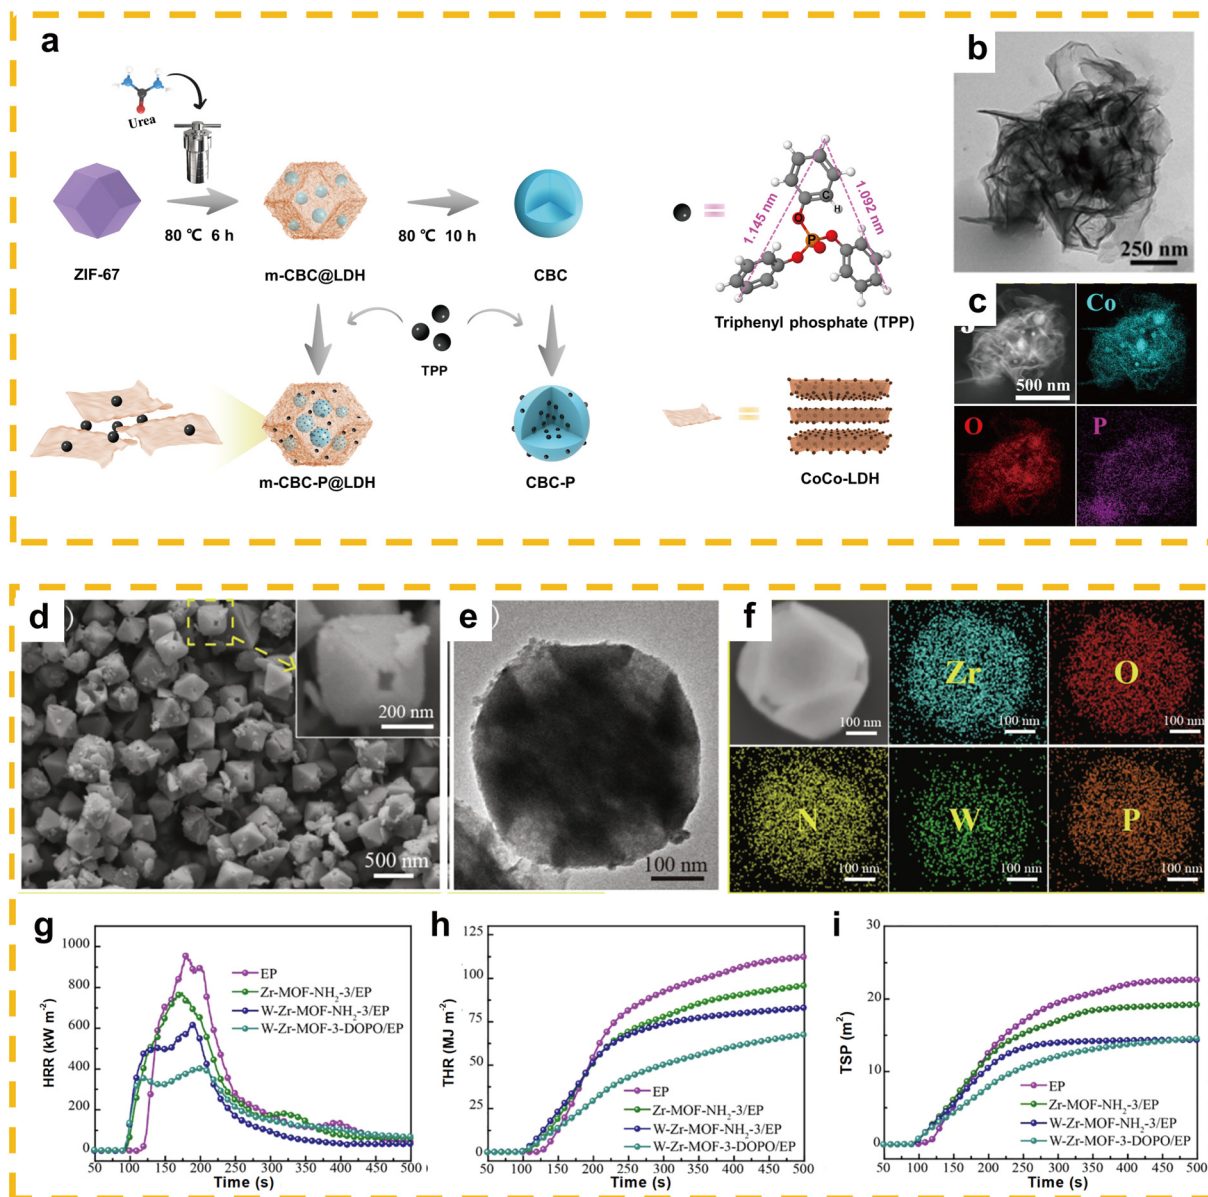 a
Urea
ZIF-67
80 ℃ 6 h
m-CBC@LDH
80 ℃ 10 h
CBC
TPP
m-CBC-P@LDH
CBC-P
1.145 nm
1.092 nm
C
H
O
P
Triphenyl phosphate (TPP)
CoCo-LDH
b
250 nm
c
500 nm
Co
O
P
d
200 nm
500 nm
e
100 nm
f
100 nm
Zr
100 nm
O
100 nm
N
100 nm
W
100 nm
P
100 nm
g
HRR (kW m⁻²)
1000
800
600
400
200
0
EP
Zr-MOF-NH₂-3/EP
W-Zr-MOF-NH₂-3/EP
W-Zr-MOF-3-DOPO/EP
50 100 150 200 250 300 350 400 450 500
Time (s)
h
THR (MJ m⁻²)
125
100
75
50
25
0
EP
Zr-MOF-NH₂-3/EP
W-Zr-MOF-NH₂-3/EP
W-Zr-MOF-3-DOPO/EP
50 100 150 200 250 300 350 400 450 500
Time (s)
i
TSP (m²)
30
20
10
0
EP
Zr-MOF-NH₂-3/EP
W-Zr-MOF-NH₂-3/EP
W-Zr-MOF-3-DOPO/EP
50 100 150 200 250 300 350 400 450 500
Time (s)